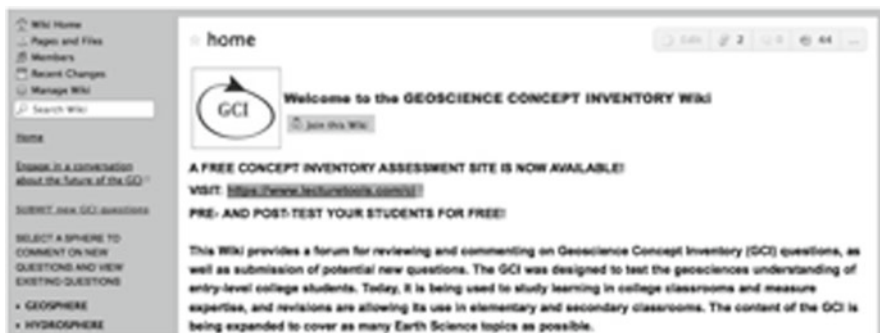 Wiki Home
Pages and Files
Members
Recent Changes
Manage Wiki
Search Wiki
Home
Engage in a conversation
about the future of the GCI
SUBMIT new GCI questions
SELECT A SPHERE TO
COMMENT ON NEW
QUESTIONS AND VIEW
EXISTING QUESTIONS
GEOSPHERE
HYDROSPHERE
home
Edit
2
0
44
...
GCI
Welcome to the GEOSCIENCE CONCEPT INVENTORY Wiki
Join this Wiki
A FREE CONCEPT INVENTORY ASSESSMENT SITE IS NOW AVAILABLE!
VISIT: https://www.lecturetools.com/ci
PRE- AND POST-TEST YOUR STUDENTS FOR FREE!
This Wiki provides a forum for reviewing and commenting on Geoscience Concept Inventory (GCI) questions, as
well as submission of potential new questions. The GCI was designed to test the geosciences understanding of
entry-level college students. Today, it is being used to study learning in college classrooms and measure
expertise, and revisions are allowing its use in elementary and secondary classrooms. The content of the GCI is
being expanded to cover as many Earth Science topics as possible.